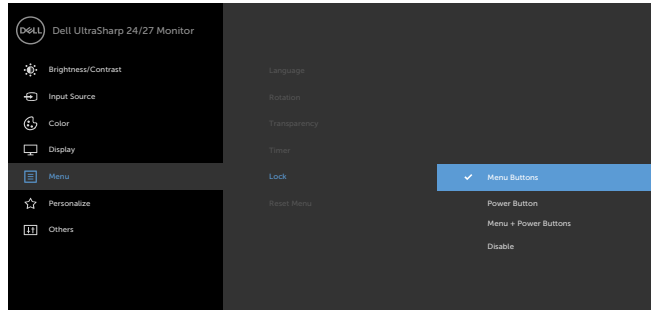 DELL Dell UltraSharp 24/27 Monitor
Brightness/Contrast
Input Source
Color
Display
Menu
Personalize
Others
Language
Rotation
Transparency
Timer
Lock
Reset Menu
Menu Buttons
Power Button
Menu + Power Buttons
Disable